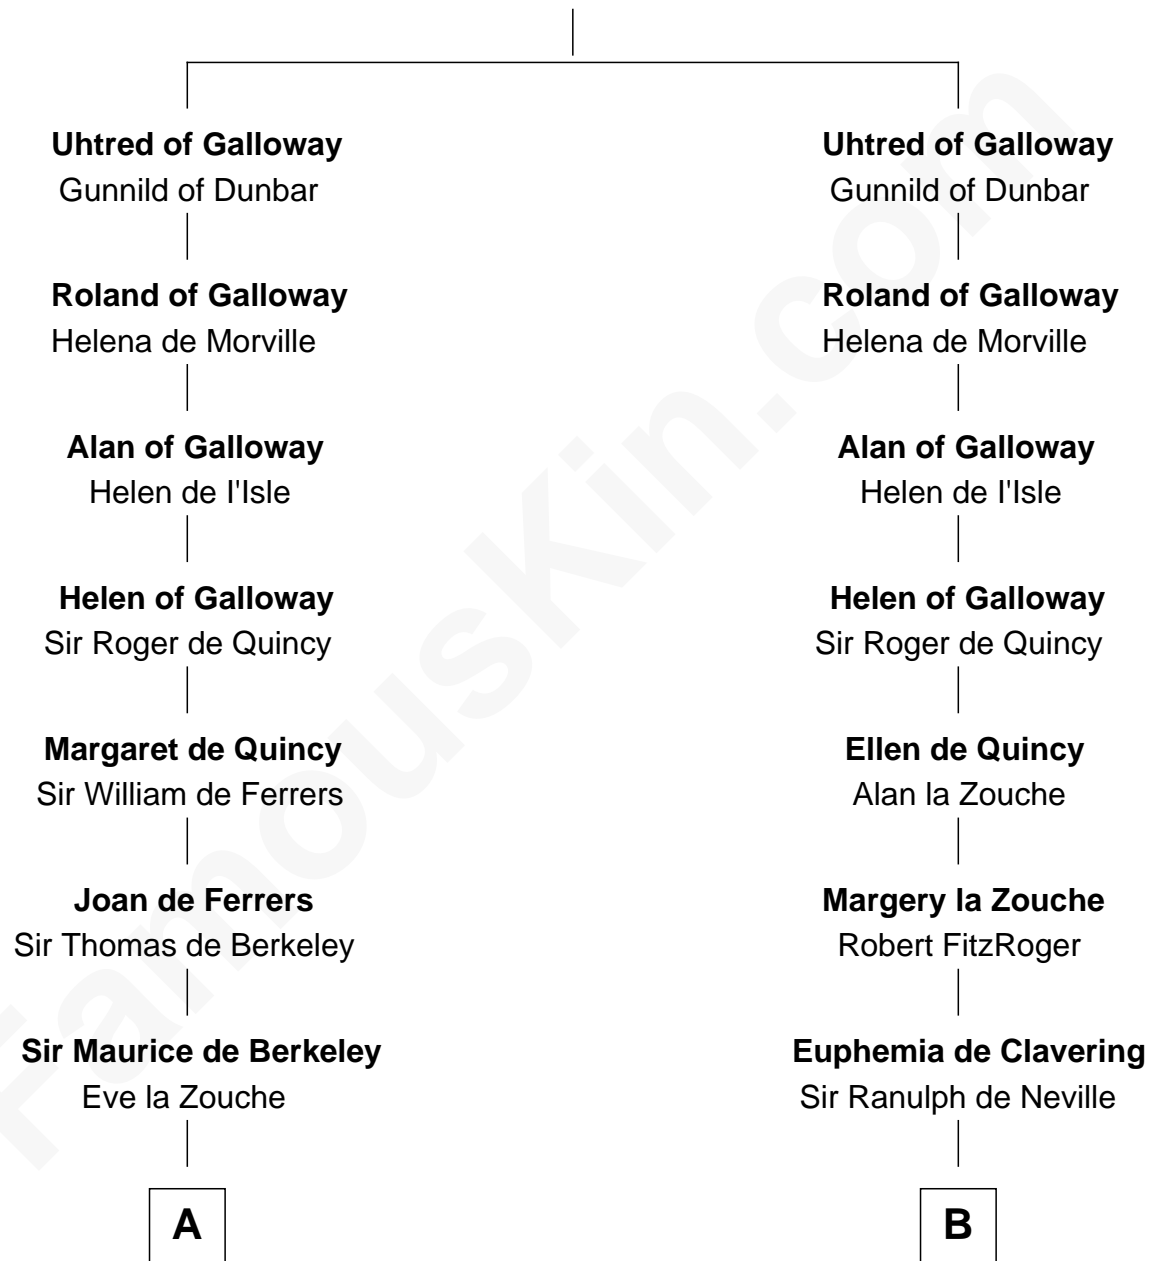 Uhtred of Galloway
Gunnild of Dunbar
Roland of Galloway
Helena de Morville
Alan of Galloway
Helen de I'Isle
Helen of Galloway
Sir Roger de Quincy
Margaret de Quincy
Sir William de Ferrers
Joan de Ferrers
Sir Thomas de Berkeley
Sir Maurice de Berkeley
Eve la Zouche
A
Uhtred of Galloway
Gunnild of Dunbar
Roland of Galloway
Helena de Morville
Alan of Galloway
Helen de I'Isle
Helen of Galloway
Sir Roger de Quincy
Ellen de Quincy
Alan la Zouche
Margery la Zouche
Robert FitzRoger
Euphemia de Clavering
Sir Ranulph de Neville
B
FamousKin.com